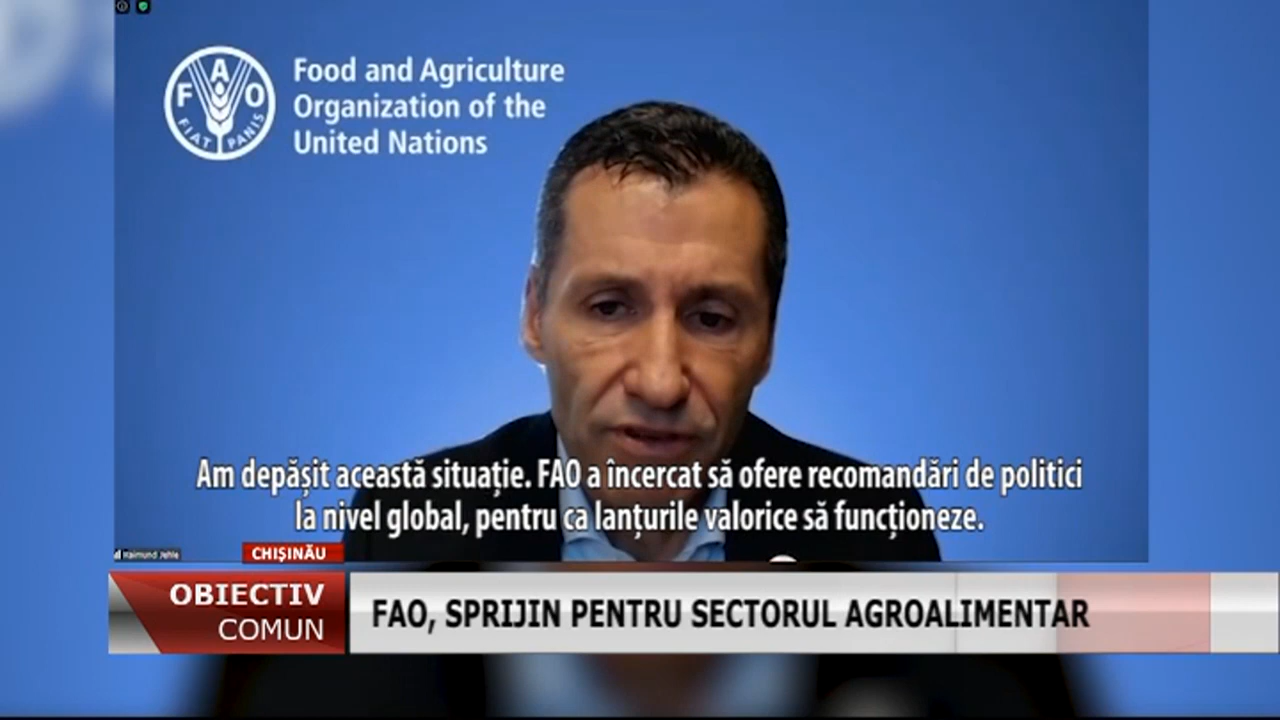 FAO
FIAT PANIS
Food and Agriculture
Organization of the
United Nations
Am depășit această situație. FAO a încercat să ofere recomandări de politici
la nivel global, pentru ca lanțurile valorice să funcționeze.
Raimund Jehle
CHIȘINĂU
OBIECTIV
COMUN
FAO, SPRIJIN PENTRU SECTORUL AGROALIMENTAR